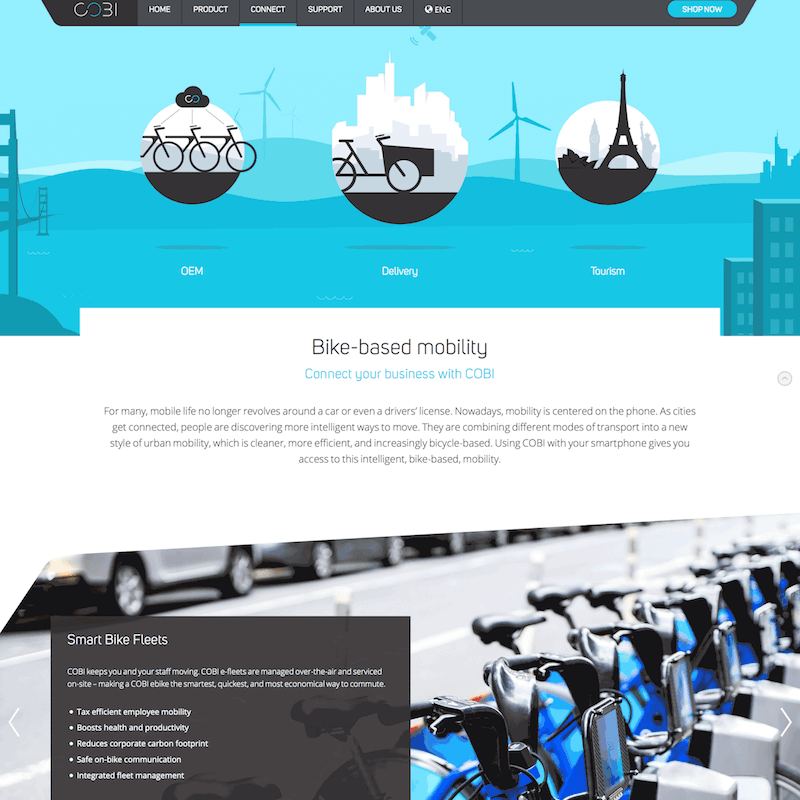 COBI HOME PRODUCT CONNECT SUPPORT ABOUT US ENG SHOP NOW
OEM Delivery Tourism
Bike-based mobility
Connect your business with COBI
For many, mobile life no longer revolves around a car or even a drivers’ license. Nowadays, mobility is centered on the phone. As cities
get connected, people are discovering more intelligent ways to move. They are combining different modes of transport into a new
style of urban mobility, which is cleaner, more efficient, and increasingly bicycle-based. Using COBI with your smartphone gives you
access to this intelligent, bike-based, mobility.
Smart Bike Fleets
COBI keeps you and your staff moving. COBI e-fleets are managed over-the-air and serviced
on-site – making a COBI ebike the smartest, quickest, and most economical way to commute.
• Tax efficient employee mobility
• Boosts health and productivity
• Reduces corporate carbon footprint
• Safe on-bike communication
• Integrated fleet management